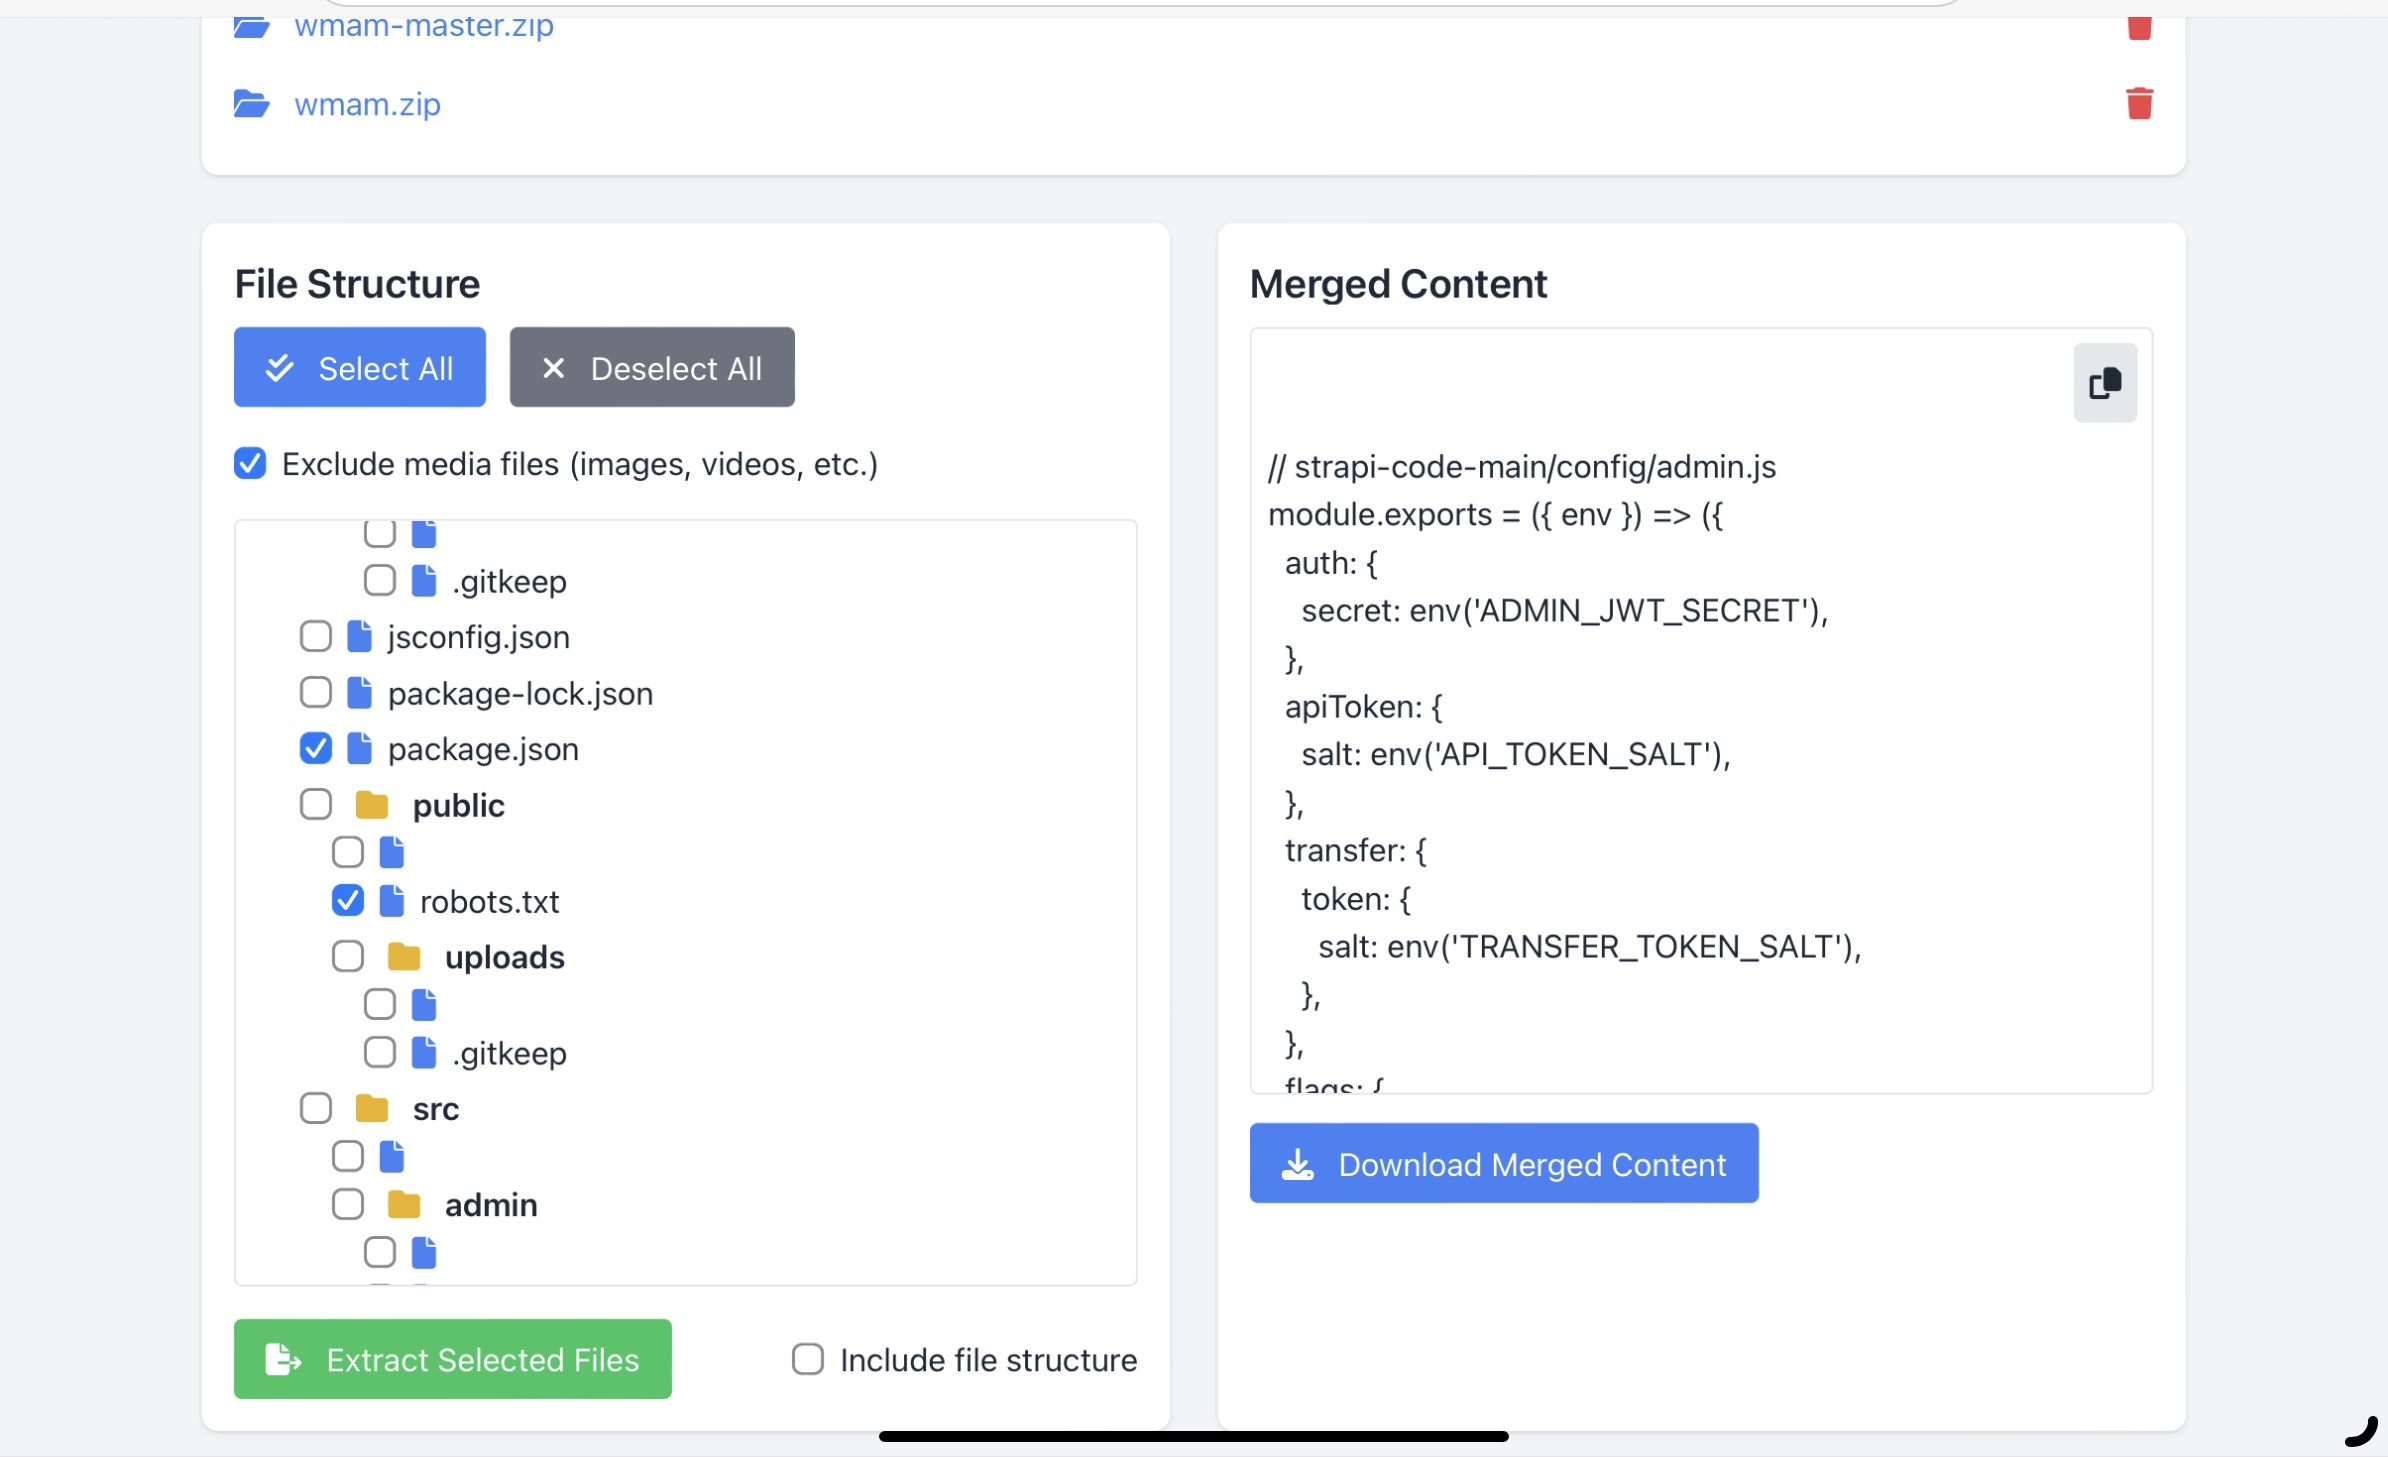 wmam-master.zip
wmam.zip
File Structure
Select All
Deselect All
Exclude media files (images, videos, etc.)
.gitkeep
jsconfig.json
package-lock.json
package.json
public
robots.txt
uploads
.gitkeep
src
admin
Extract Selected Files
Include file structure
Merged Content
// strapi-code-main/config/admin.js
module.exports = ({ env }) => ({
auth: {
secret: env('ADMIN_JWT_SECRET'),
},
apiToken: {
salt: env('API_TOKEN_SALT'),
},
transfer: {
token: {
salt: env('TRANSFER_TOKEN_SALT'),
},
},
flags: {
Download Merged Content